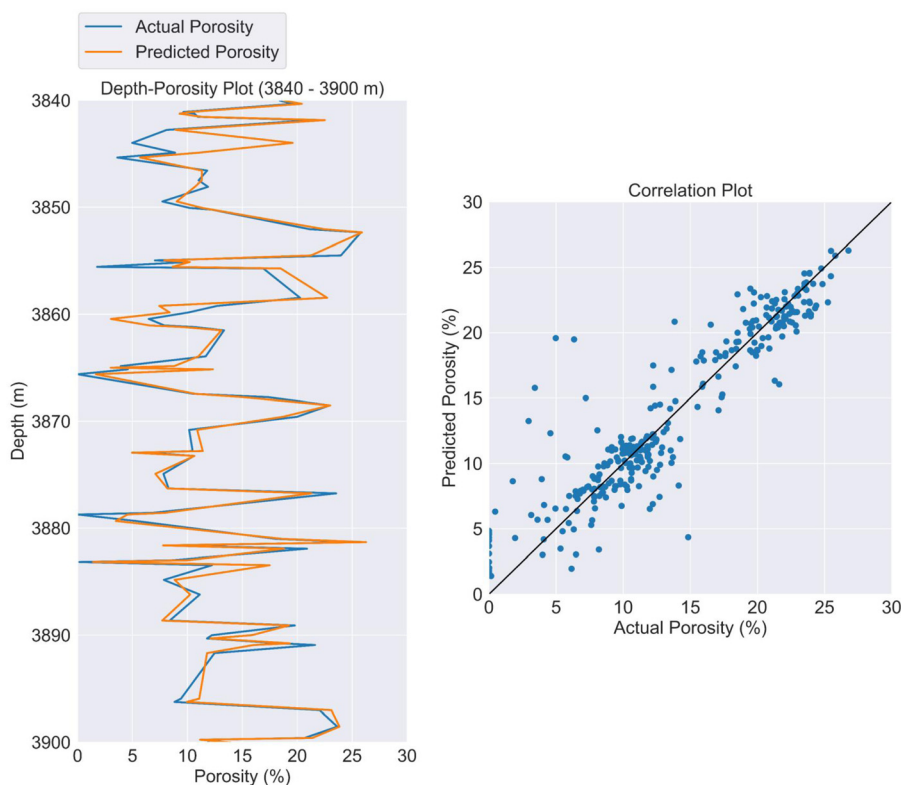 Actual Porosity
Predicted Porosity
Depth-Porosity Plot (3840 - 3900 m)
3840
3850
3860
3870
3880
3890
3900
Depth (m)
0 5 10 15 20 25 30
Porosity (%)
Correlation Plot
30
25
20
15
10
5
0
Predicted Porosity (%)
0 5 10 15 20 25 30
Actual Porosity (%)